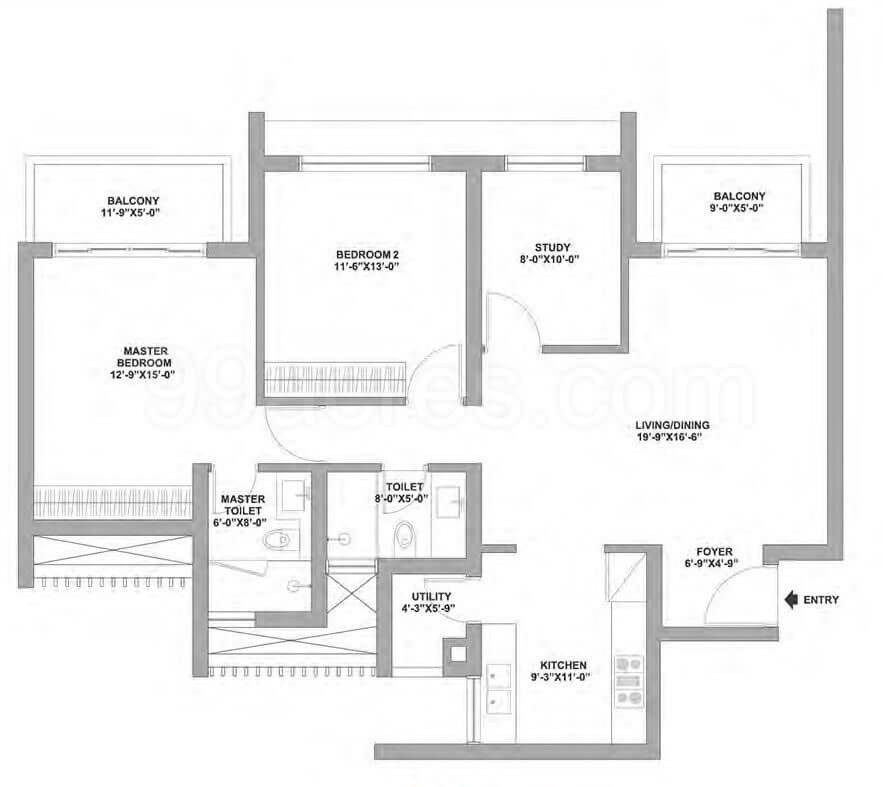 BALCONY
11'-9"X5'-0"
BALCONY
9'-0"X5'-0"
BEDROOM 2
11'-6"X13'-0"
STUDY
8'-0"X10'-0"
MASTER
BEDROOM
12'-9"X15'-0"
99acres.com
LIVING/DINING
19'-9"X16'-6"
MASTER
TOILET
6'-0"X8'-0"
TOILET
8'-0"X5'-0"
FOYER
6'-9"X4'-9"
ENTRY
UTILITY
4'-3"X5'-9"
KITCHEN
9'-3"X11'-0"